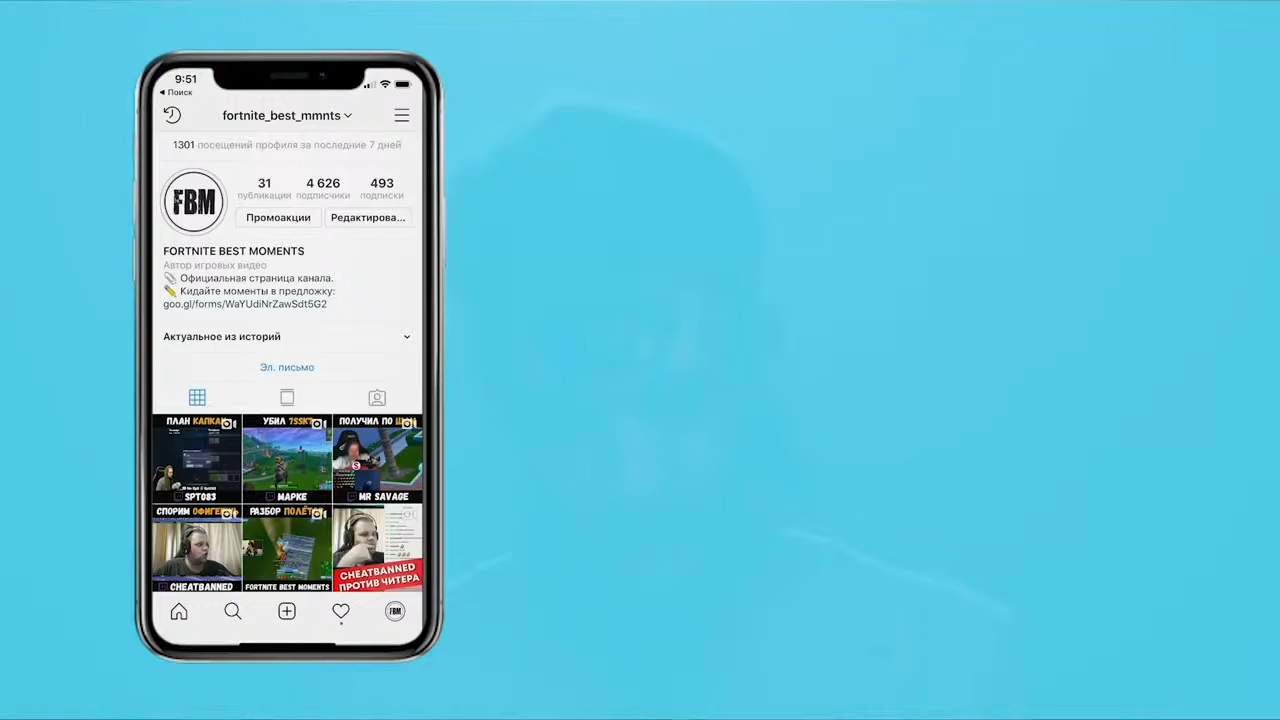 9:51
Поиск
fortnite_best_mmnts
1301 посещений профиля за последние 7 дней
FBM
31 4 626 493
публикации подписчики подписки
Промоакции Редактирова...
FORTNITE BEST MOMENTS
Автор игровых видео
Официальная страница канала.
Кидайте моменты в предложку:
goo.gl/forms/WaYUdiNrZawSdt5G2
Актуальное из историй
Эл. письмо
ПЛАН УБИЛ ПОЛУЧИЛ ПО
SPT083 МАРКЕ MR SAVAGE
СПОРИМ РАЗБОР
CHEATBANNED FORTNITE BEST MOMENTS CHEATBANNED
ПРОТИВ ЧИТЕРА
FBM